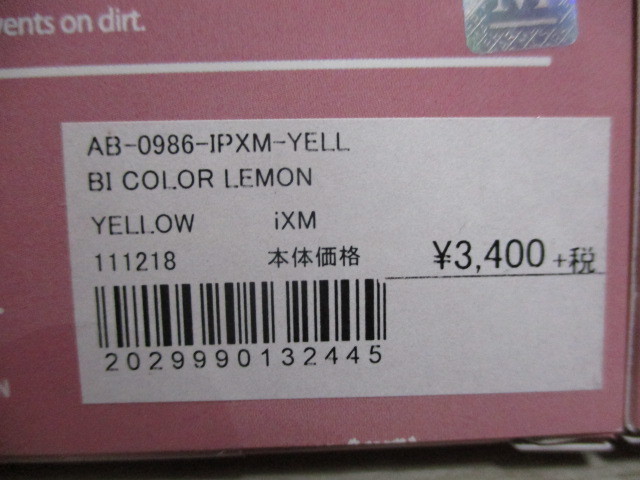 vents on dirt.
M
AB-0986-IPXM-YELL
BI COLOR LEMON
YELLOW iXM
111218 本体価格 ¥3,400 +税
2029990132445
N